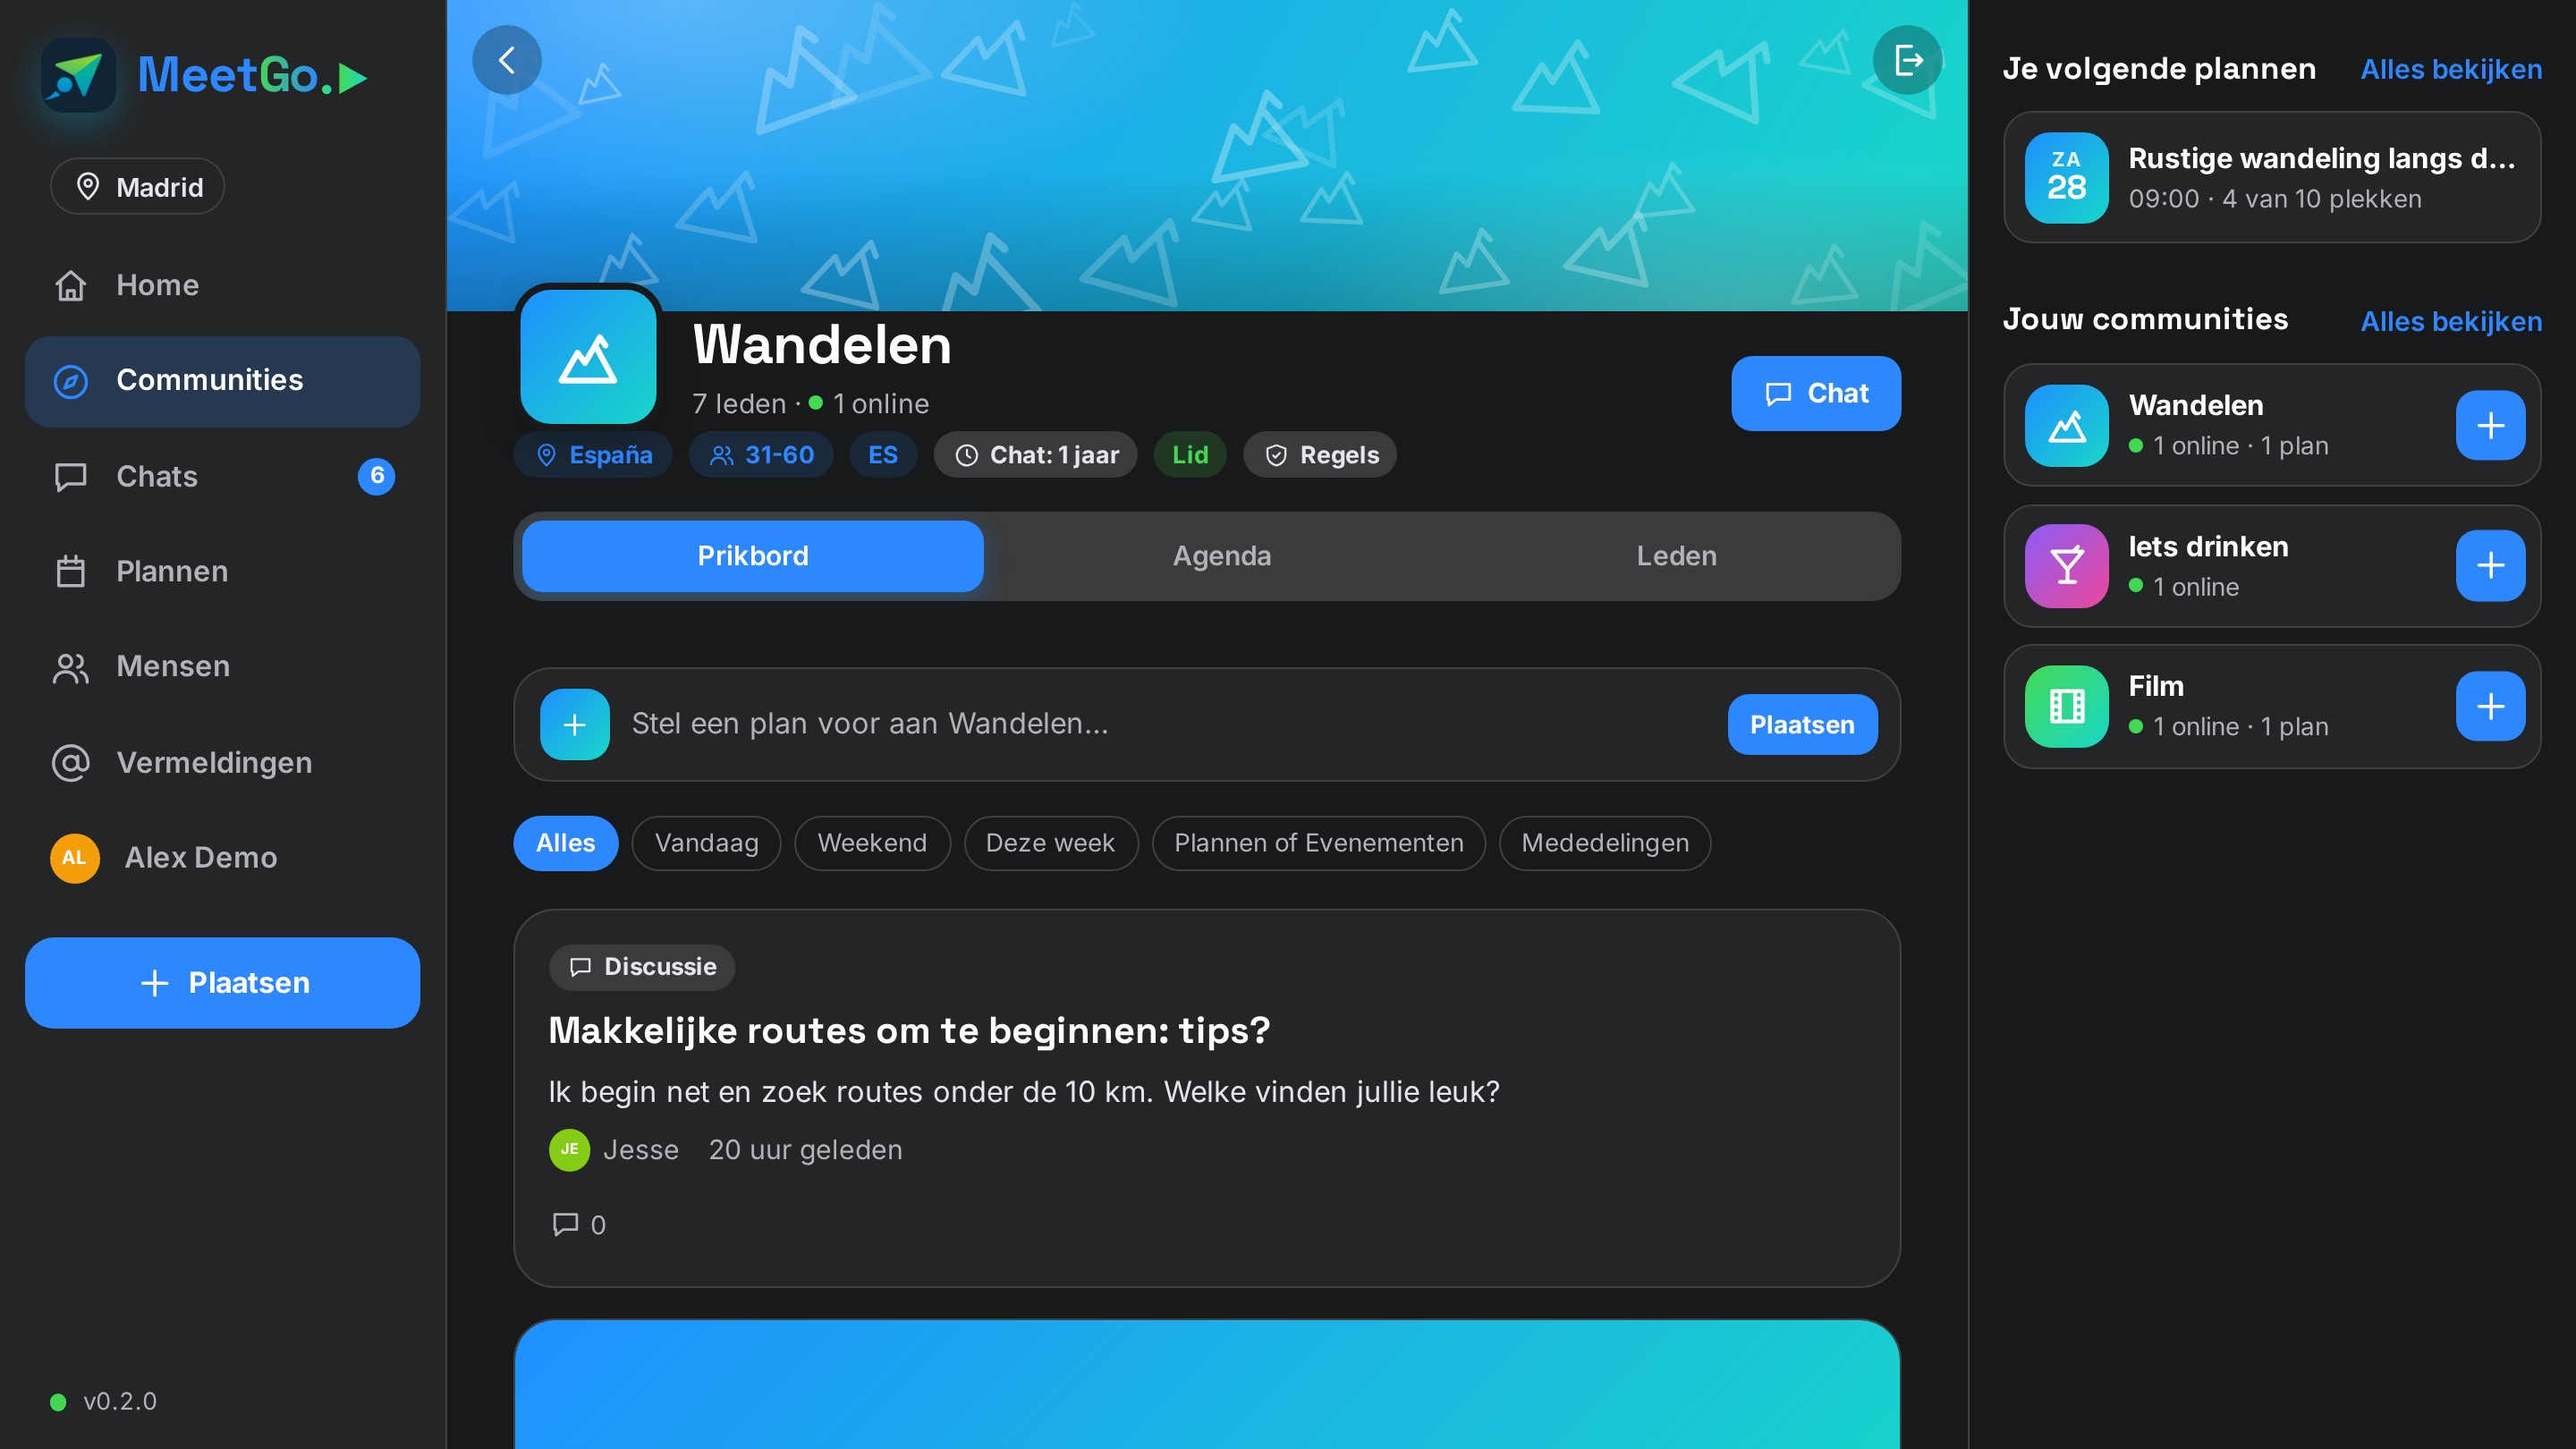 MeetGo.
Madrid
Home
Communities
Chats
6
Plannen
Mensen
Vermeldingen
AL
Alex Demo
Plaatsen
v0.2.0
Wandelen
7 leden · 1 online
Chat
España
31-60
ES
Chat: 1 jaar
Lid
Regels
Prikbord
Agenda
Leden
Stel een plan voor aan Wandelen...
Plaatsen
Alles
Vandaag
Weekend
Deze week
Plannen of Evenementen
Mededelingen
Discussie
Makkelijke routes om te beginnen: tips?
Ik begin net en zoek routes onder de 10 km. Welke vinden jullie leuk?
JE
Jesse 20 uur geleden
0
Je volgende plannen
Alles bekijken
ZA
28
Rustige wandeling langs d...
09:00 · 4 van 10 plekken
Jouw communities
Alles bekijken
Wandelen
1 online · 1 plan
Iets drinken
1 online
Film
1 online · 1 plan